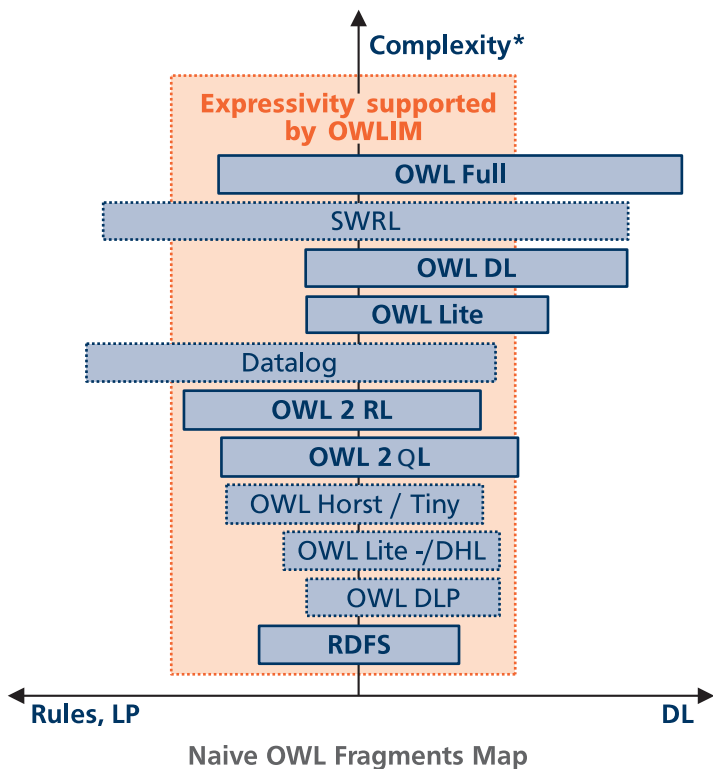 Complexity*
Expressivity supported
by OWLIM
OWL Full
SWRL
OWL DL
OWL Lite
Datalog
OWL 2 RL
OWL 2 QL
OWL Horst / Tiny
OWL Lite -/DHL
OWL DLP
RDFS
Rules, LP
DL
Naive OWL Fragments Map